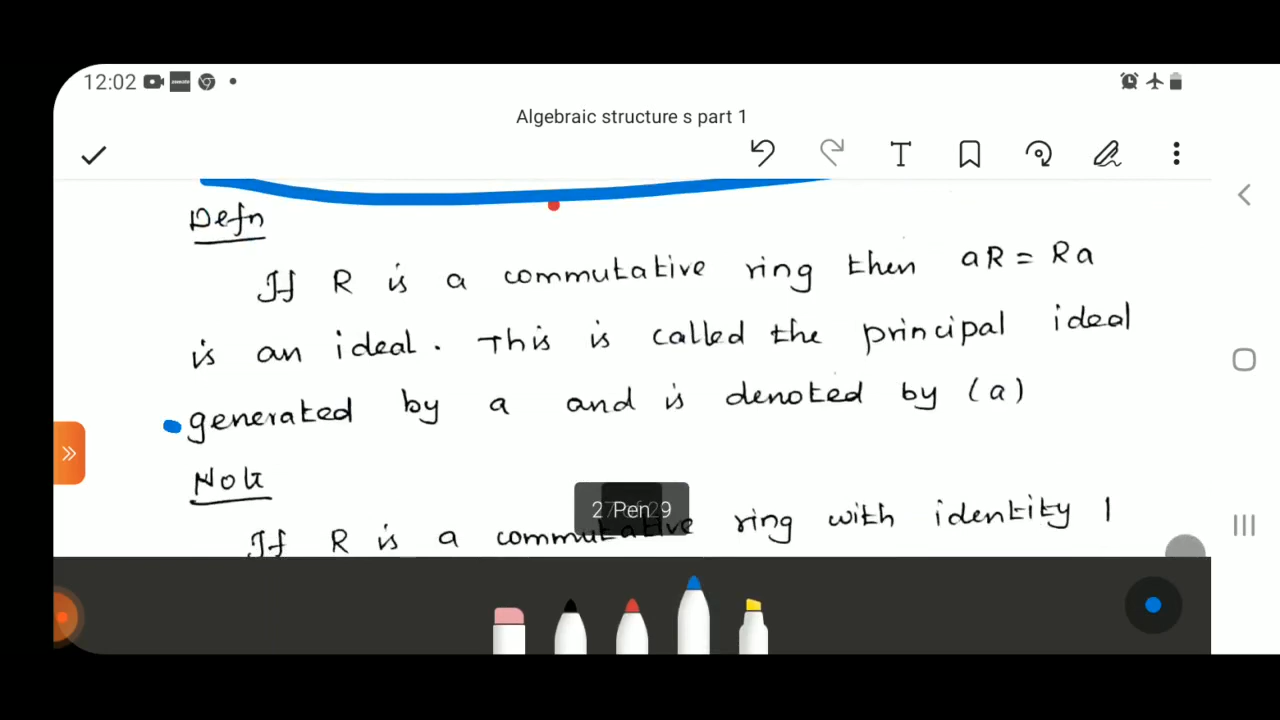 12:02
Algebraic structure s part 1
T
Defn
If R is a commutative ring then aR = Ra
is an ideal. This is called the principal ideal
generated by a and is denoted by (a)
Note
If R is a commutative ring with identity 1
Pen